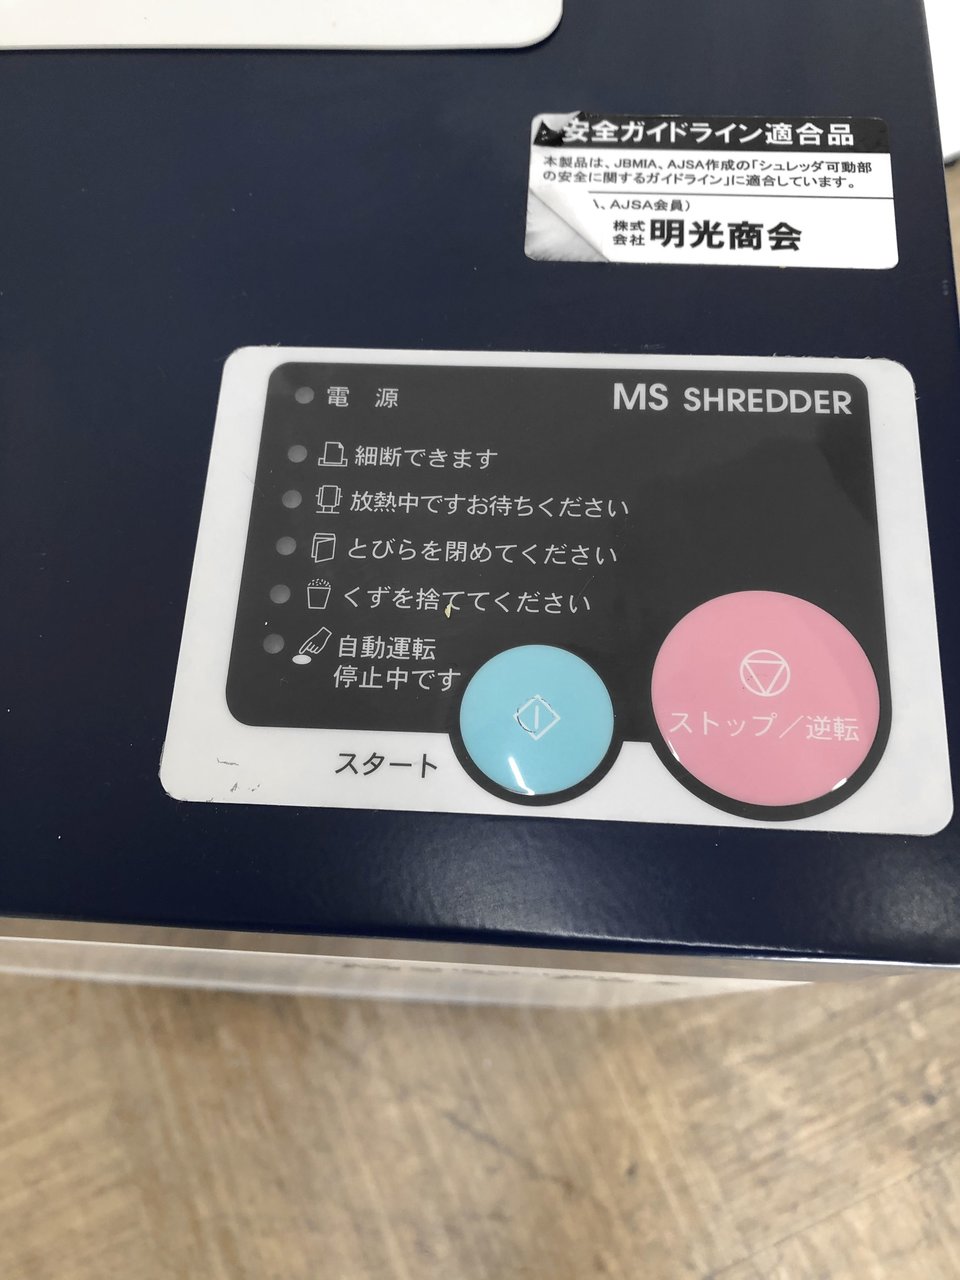 安全ガイドライン適合品
本製品は、JBMIA、AJSA作成の「シュレッダ可動部
の安全に関するガイドライン」に適合しています。
、AJSA会員）
株式会社 明光商会
電 源
MS SHREDDER
細断できます
放熱中ですお待ちください
とびらを閉めてください
くずを捨ててください
自動運転
停止中です
ストップ／逆転
スタート